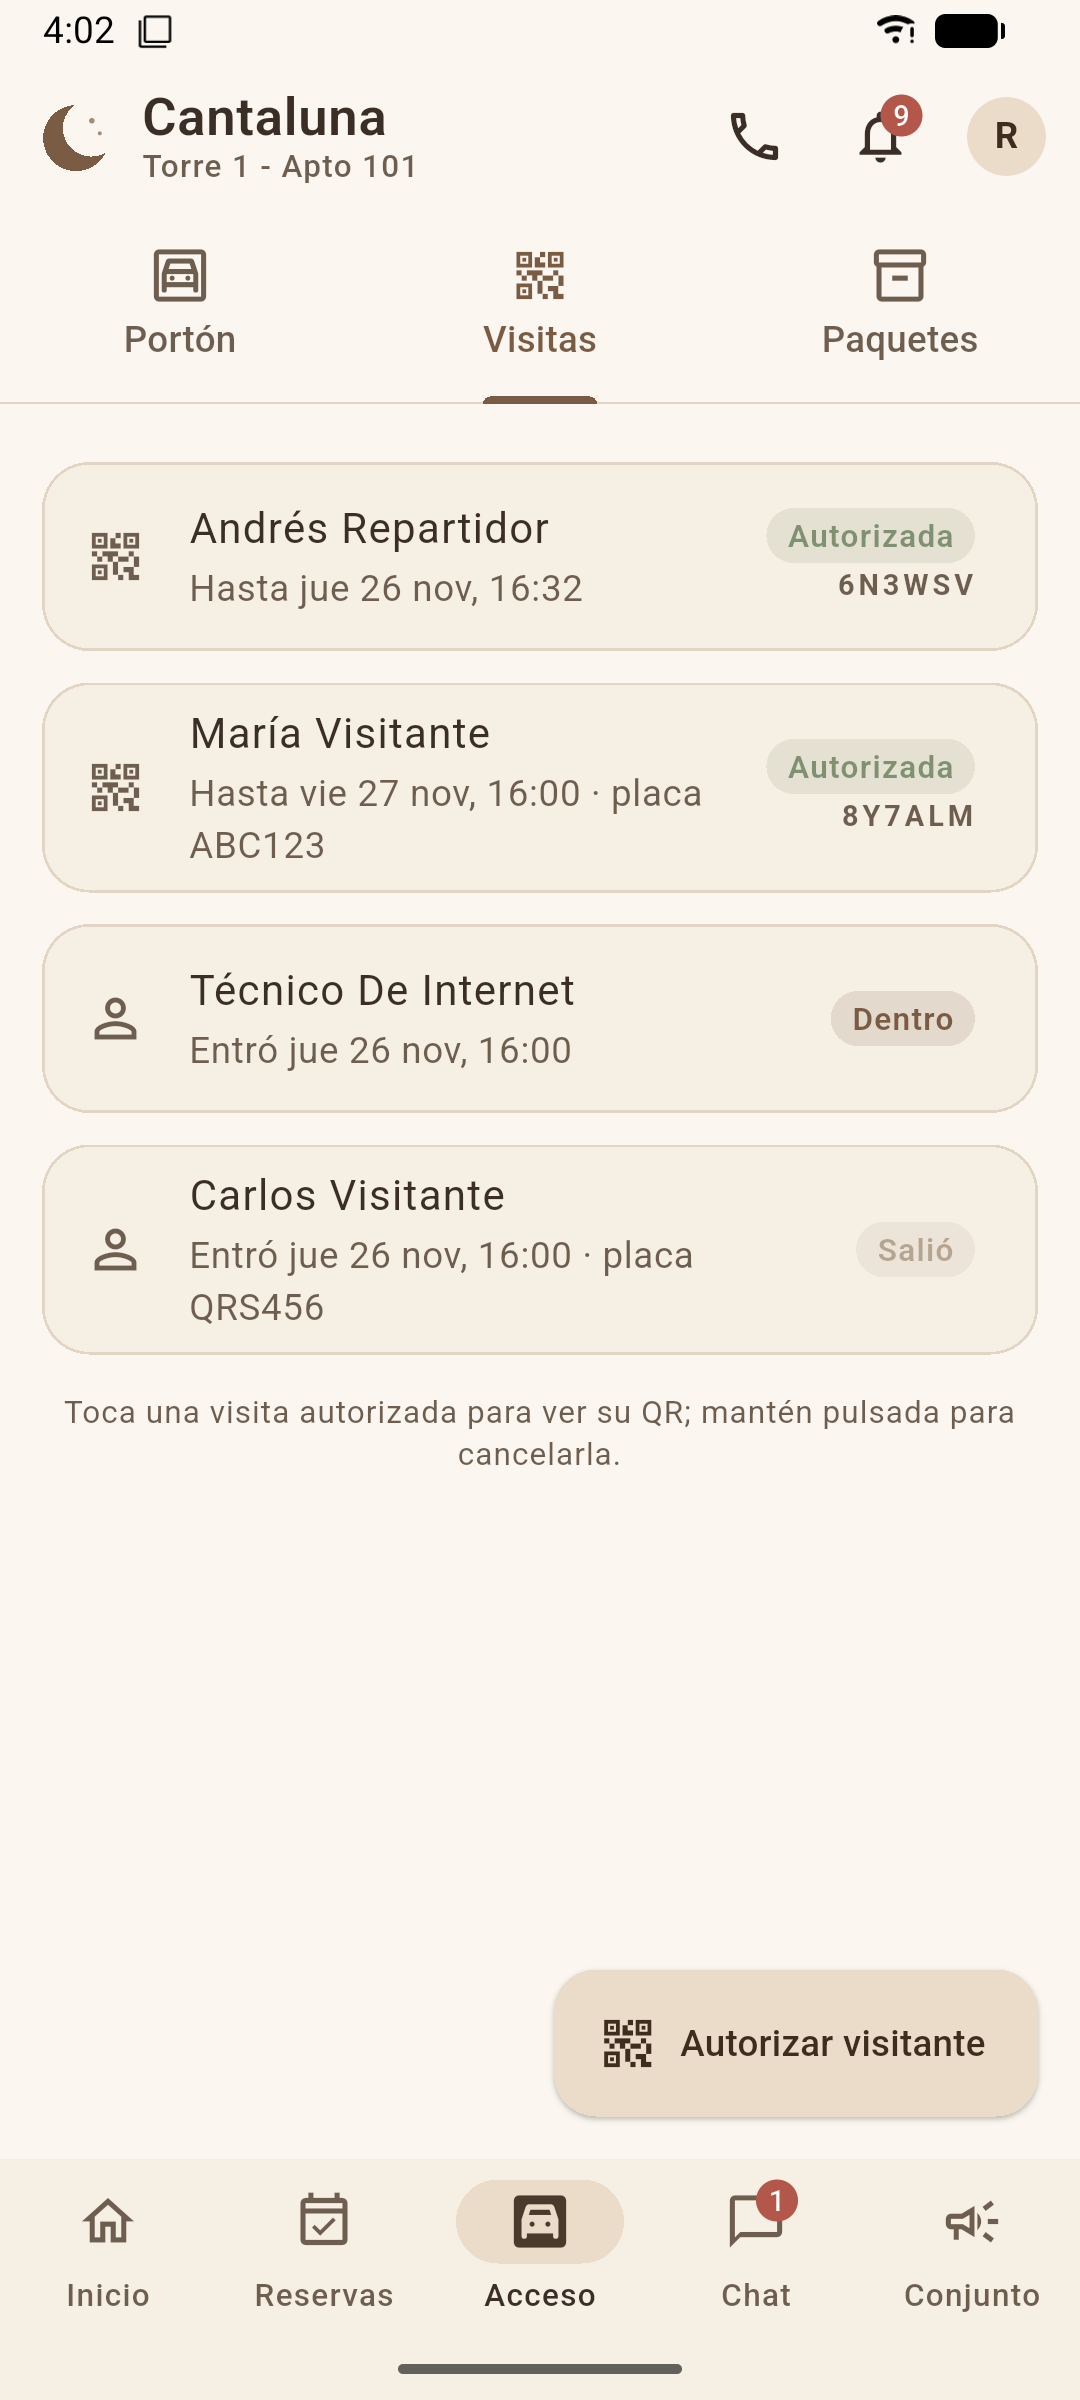 4:02
Cantaluna
Torre 1 - Apto 101
9
R
Portón
Visitas
Paquetes
Andrés Repartidor
Hasta jue 26 nov, 16:32
Autorizada
6N3WSV
María Visitante
Hasta vie 27 nov, 16:00 · placa
ABC123
Autorizada
8Y7ALM
Técnico De Internet
Entró jue 26 nov, 16:00
Dentro
Carlos Visitante
Entró jue 26 nov, 16:00 · placa
QRS456
Salió
Toca una visita autorizada para ver su QR; mantén pulsada para
cancelarla.
Autorizar visitante
1
Inicio
Reservas
Acceso
Chat
Conjunto